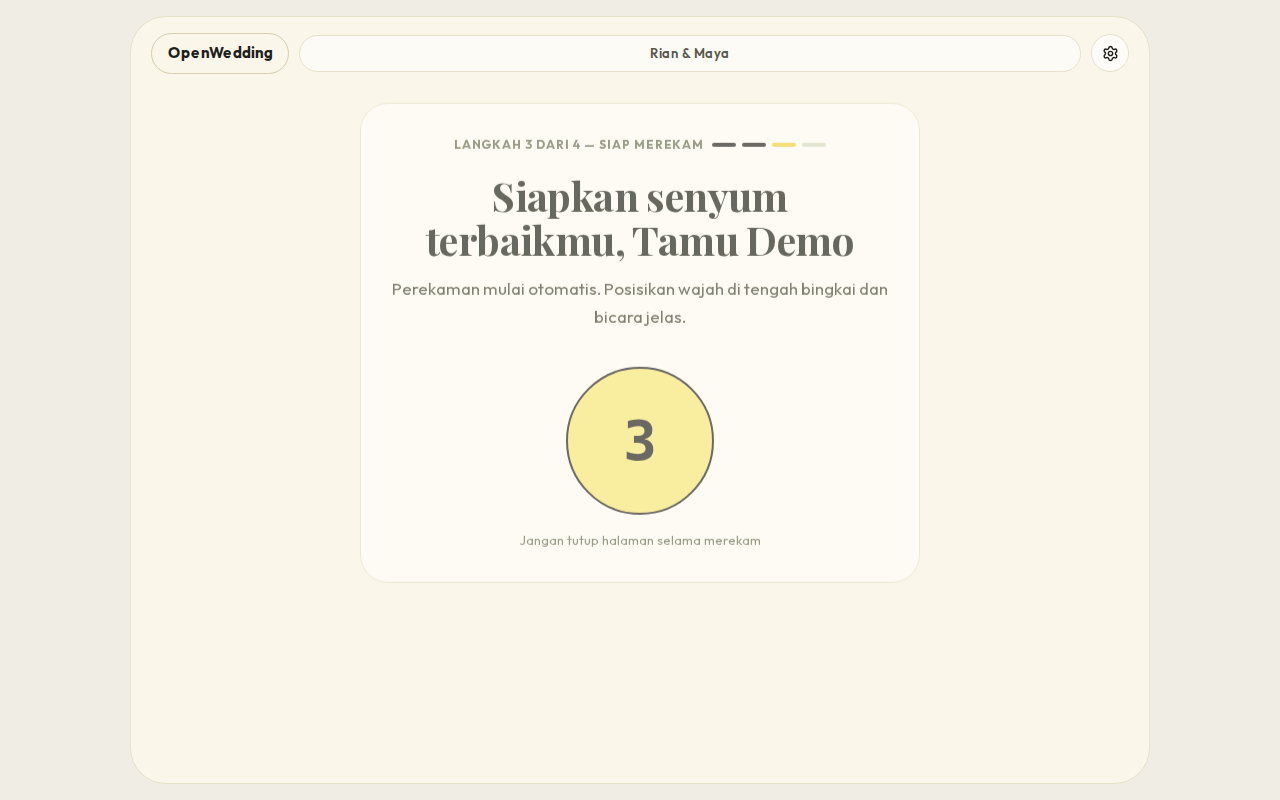 OpenWedding
Rian & Maya
LANGKAH 3 DARI 4 — SIAP MEREKAM
Siapkan senyum
terbaikmu, Tamu Demo
Perekaman mulai otomatis. Posisikan wajah di tengah bingkai dan
bicara jelas.
3
Jangan tutup halaman selama merekam